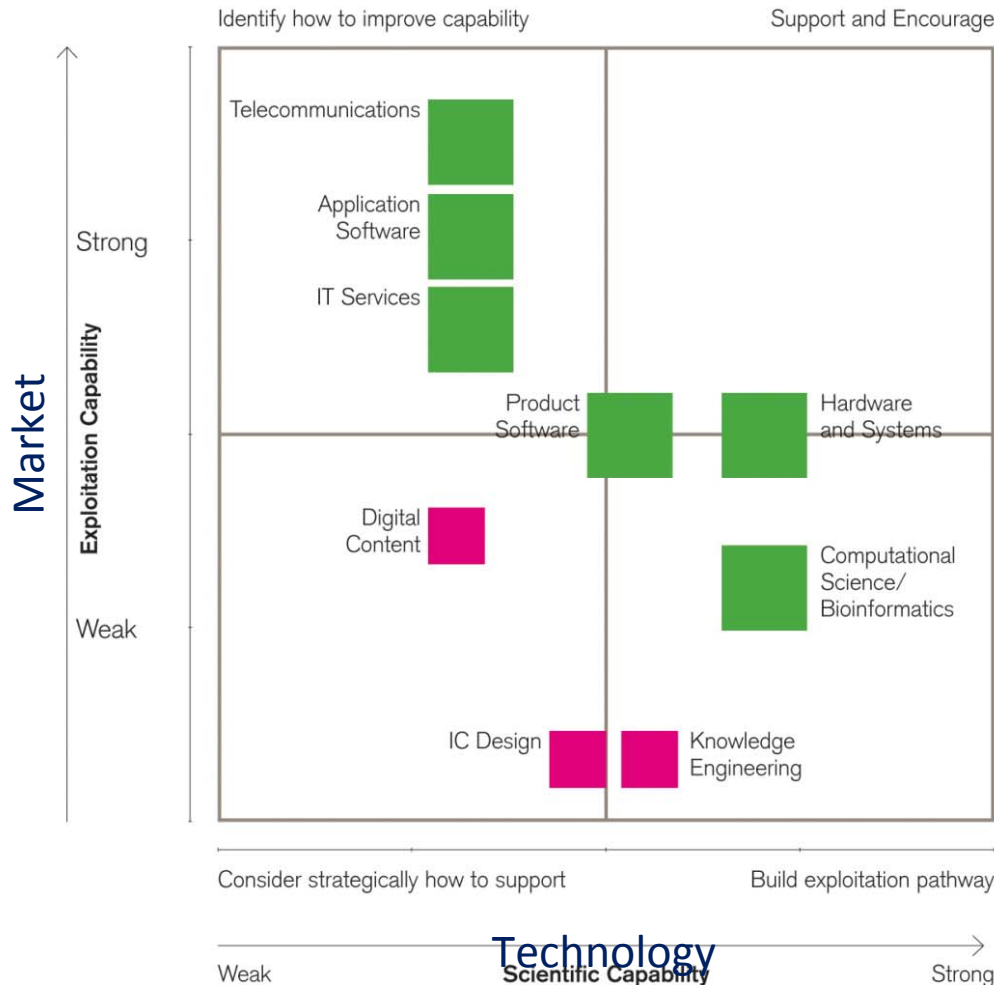 Identify how to improve capability
Support and Encourage
Telecommunications
Application
Software
Strong
IT Services
Market
Exploitation Capability
Product
Software
Hardware
and Systems
Digital
Content
Computational
Science/
Bioinformatics
Weak
IC Design
Knowledge
Engineering
Consider strategically how to support
Build exploitation pathway
Technology
Weak
Scientific Capability
Strong